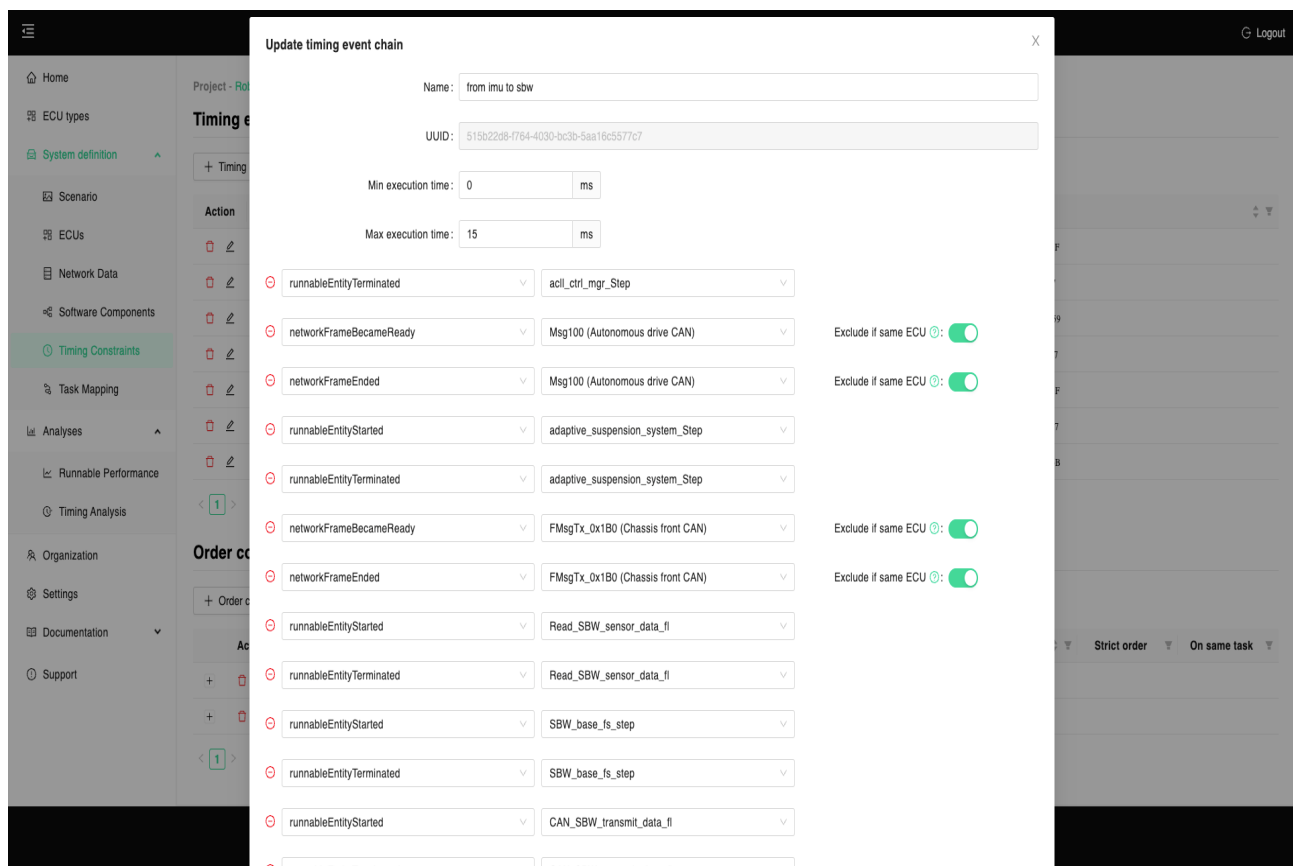 Logout
Update timing event chain X
Home
Project - Rob
Name: from imu to sbw
ECU types
Timing e
UUID: 515b22d8-f764-4030-bc3b-5aa16c5577c7
System definition
+ Timing
Min execution time: 0 ms
Scenario
Action
Max execution time: 15 ms
ECUs
F
Network Data
runnableEntityTerminated acll_ctrl_mgr_Step
Software Components
networkFrameBecameReady Msg100 (Autonomous drive CAN) Exclude if same ECU ?:
Timing Constraints
networkFrameEnded Msg100 (Autonomous drive CAN) Exclude if same ECU ?:
Task Mapping
F
runnableEntityStarted adaptive_suspension_system_Step
7
Analyses
B
Runnable Performance
runnableEntityTerminated adaptive_suspension_system_Step
< 1 >
Timing Analysis
networkFrameBecameReady FMsgTx_0x1B0 (Chassis front CAN) Exclude if same ECU ?:
Organization
Order co
networkFrameEnded FMsgTx_0x1B0 (Chassis front CAN) Exclude if same ECU ?:
Settings
+ Order c
runnableEntityStarted Read_SBW_sensor_data_fl
Documentation
Ac Strict order On same task
Support
+
runnableEntityTerminated Read_SBW_sensor_data_fl
+
runnableEntityStarted SBW_base_fs_step
< 1 >
runnableEntityTerminated SBW_base_fs_step
runnableEntityStarted CAN_SBW_transmit_data_fl